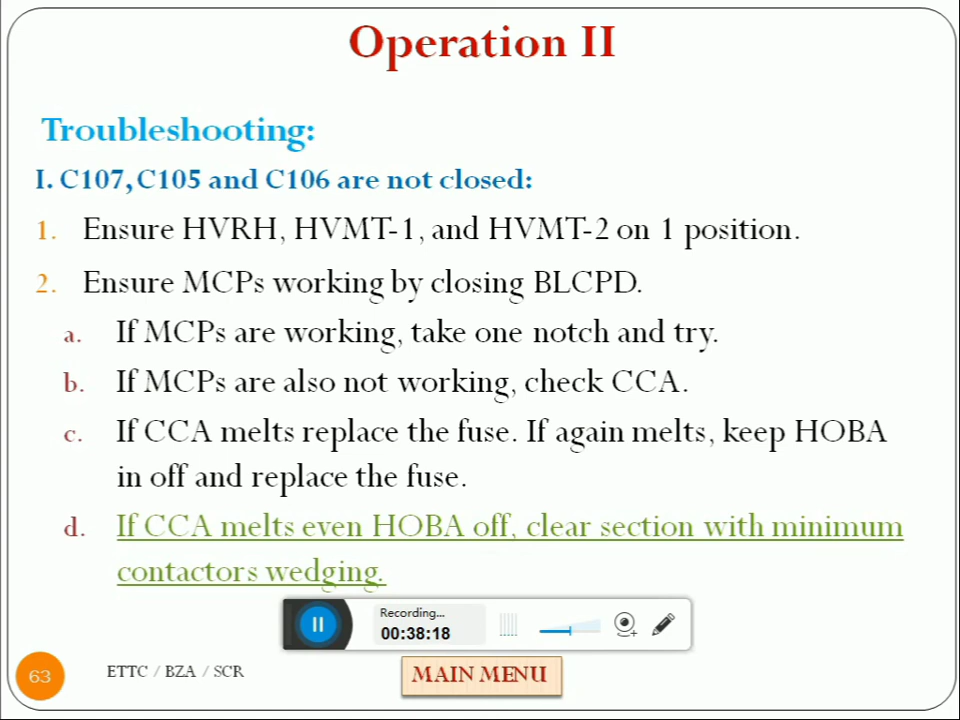 Operation II
Troubleshooting:
I. C107, C105 and C106 are not closed:
1. Ensure HVRH, HVMT-1, and HVMT-2 on 1 position.
2. Ensure MCPs working by closing BLCPD.
a. If MCPs are working, take one notch and try.
b. If MCPs are also not working, check CCA.
c. If CCA melts replace the fuse. If again melts, keep HOBA
in off and replace the fuse.
d. If CCA melts even HOBA off, clear section with minimum
contactors wedging.
Recording...
00:38:18
63
ETTC / BZA / SCR
MAIN MENU